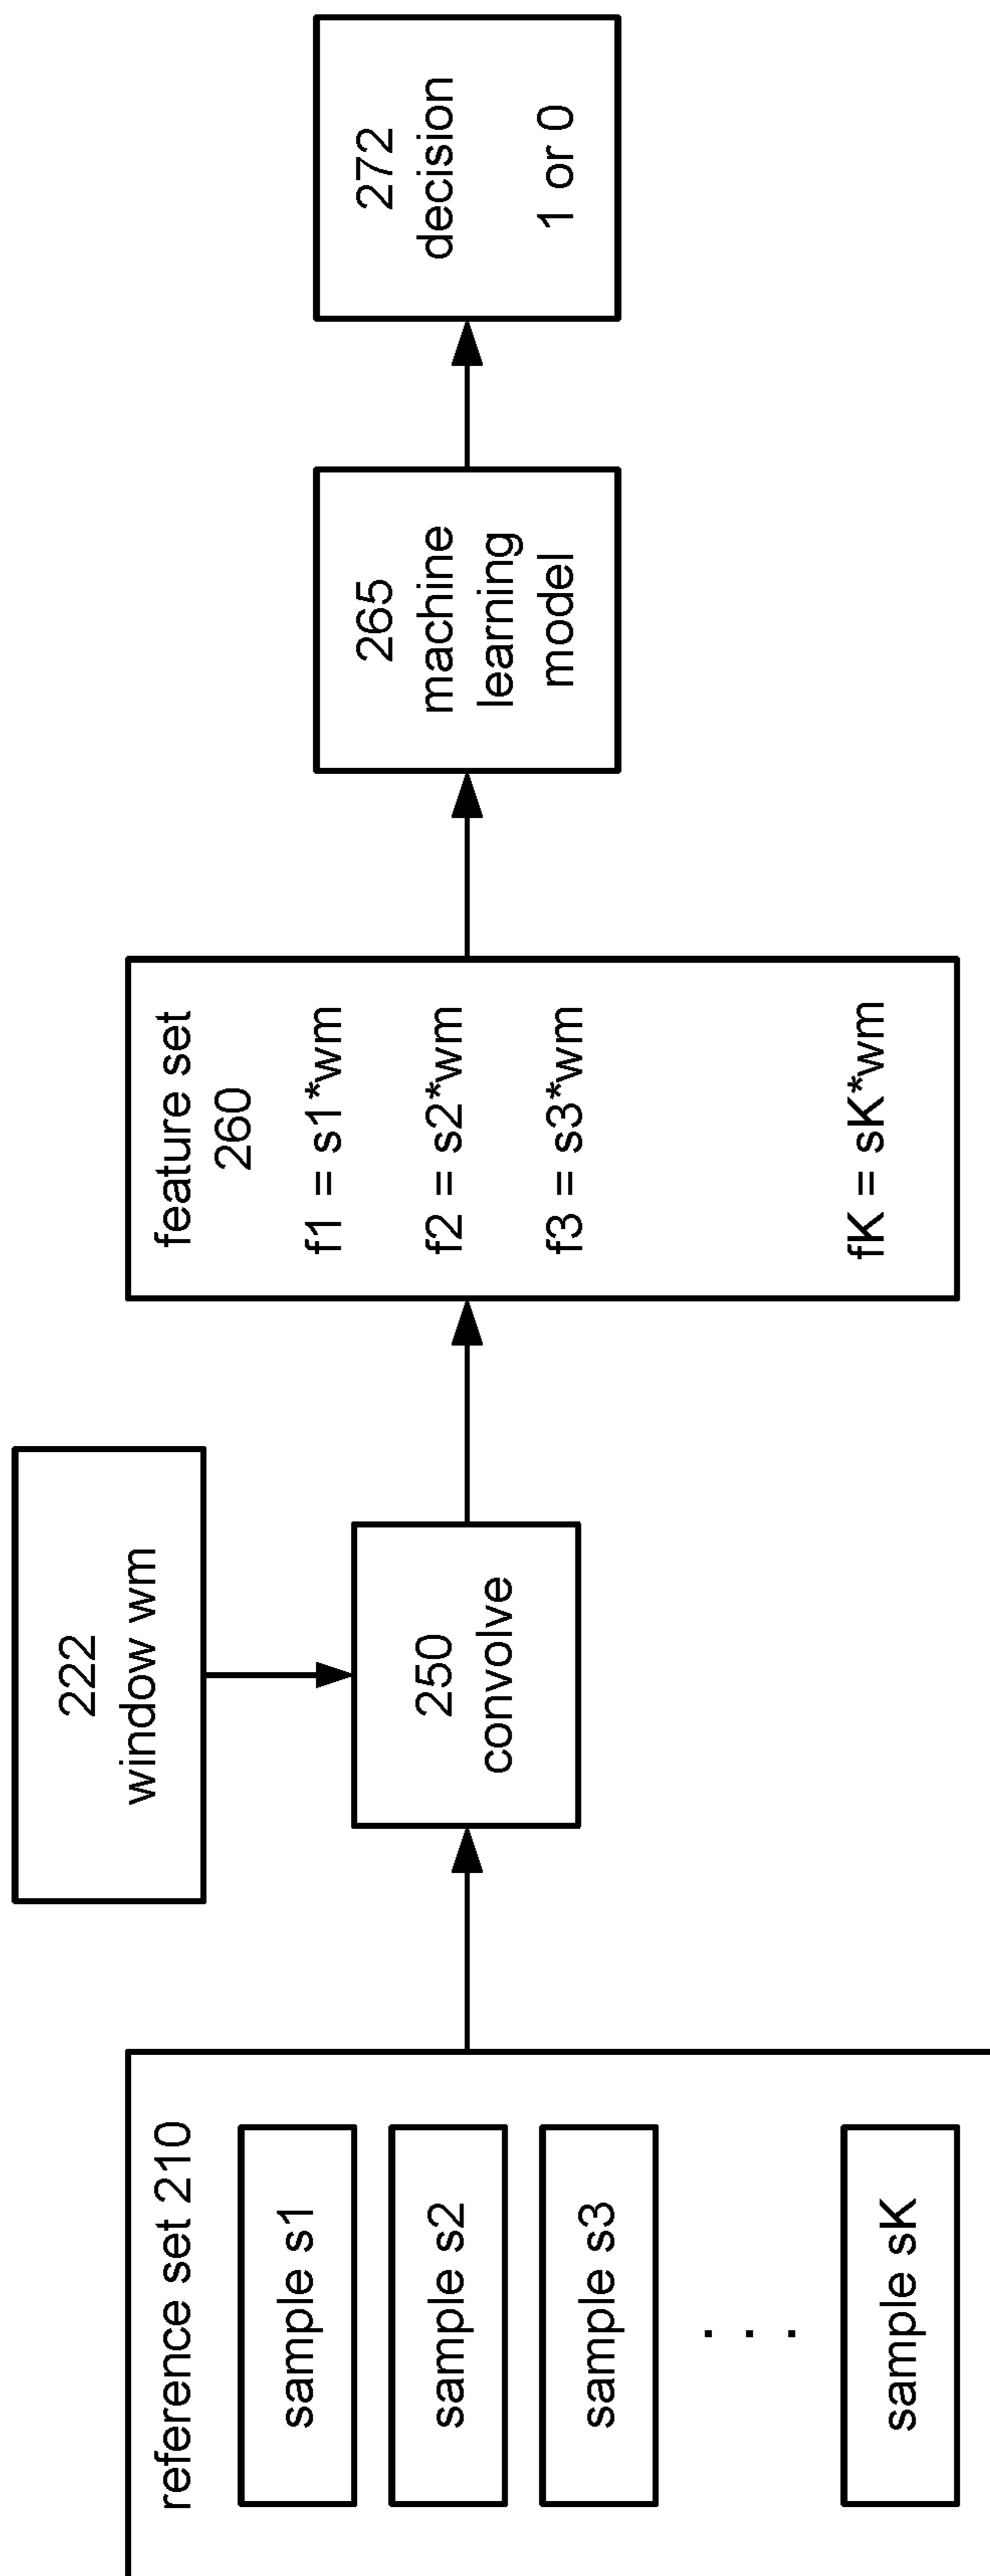 reference set 210
sample s1
sample s2
sample s3
. . .
sample sK
222
window wm
250
convolve
feature set
260
f1 = s1*wm
f2 = s2*wm
f3 = s3*wm
fK = sK*wm
265
machine
learning
model
272
decision
1 or 0